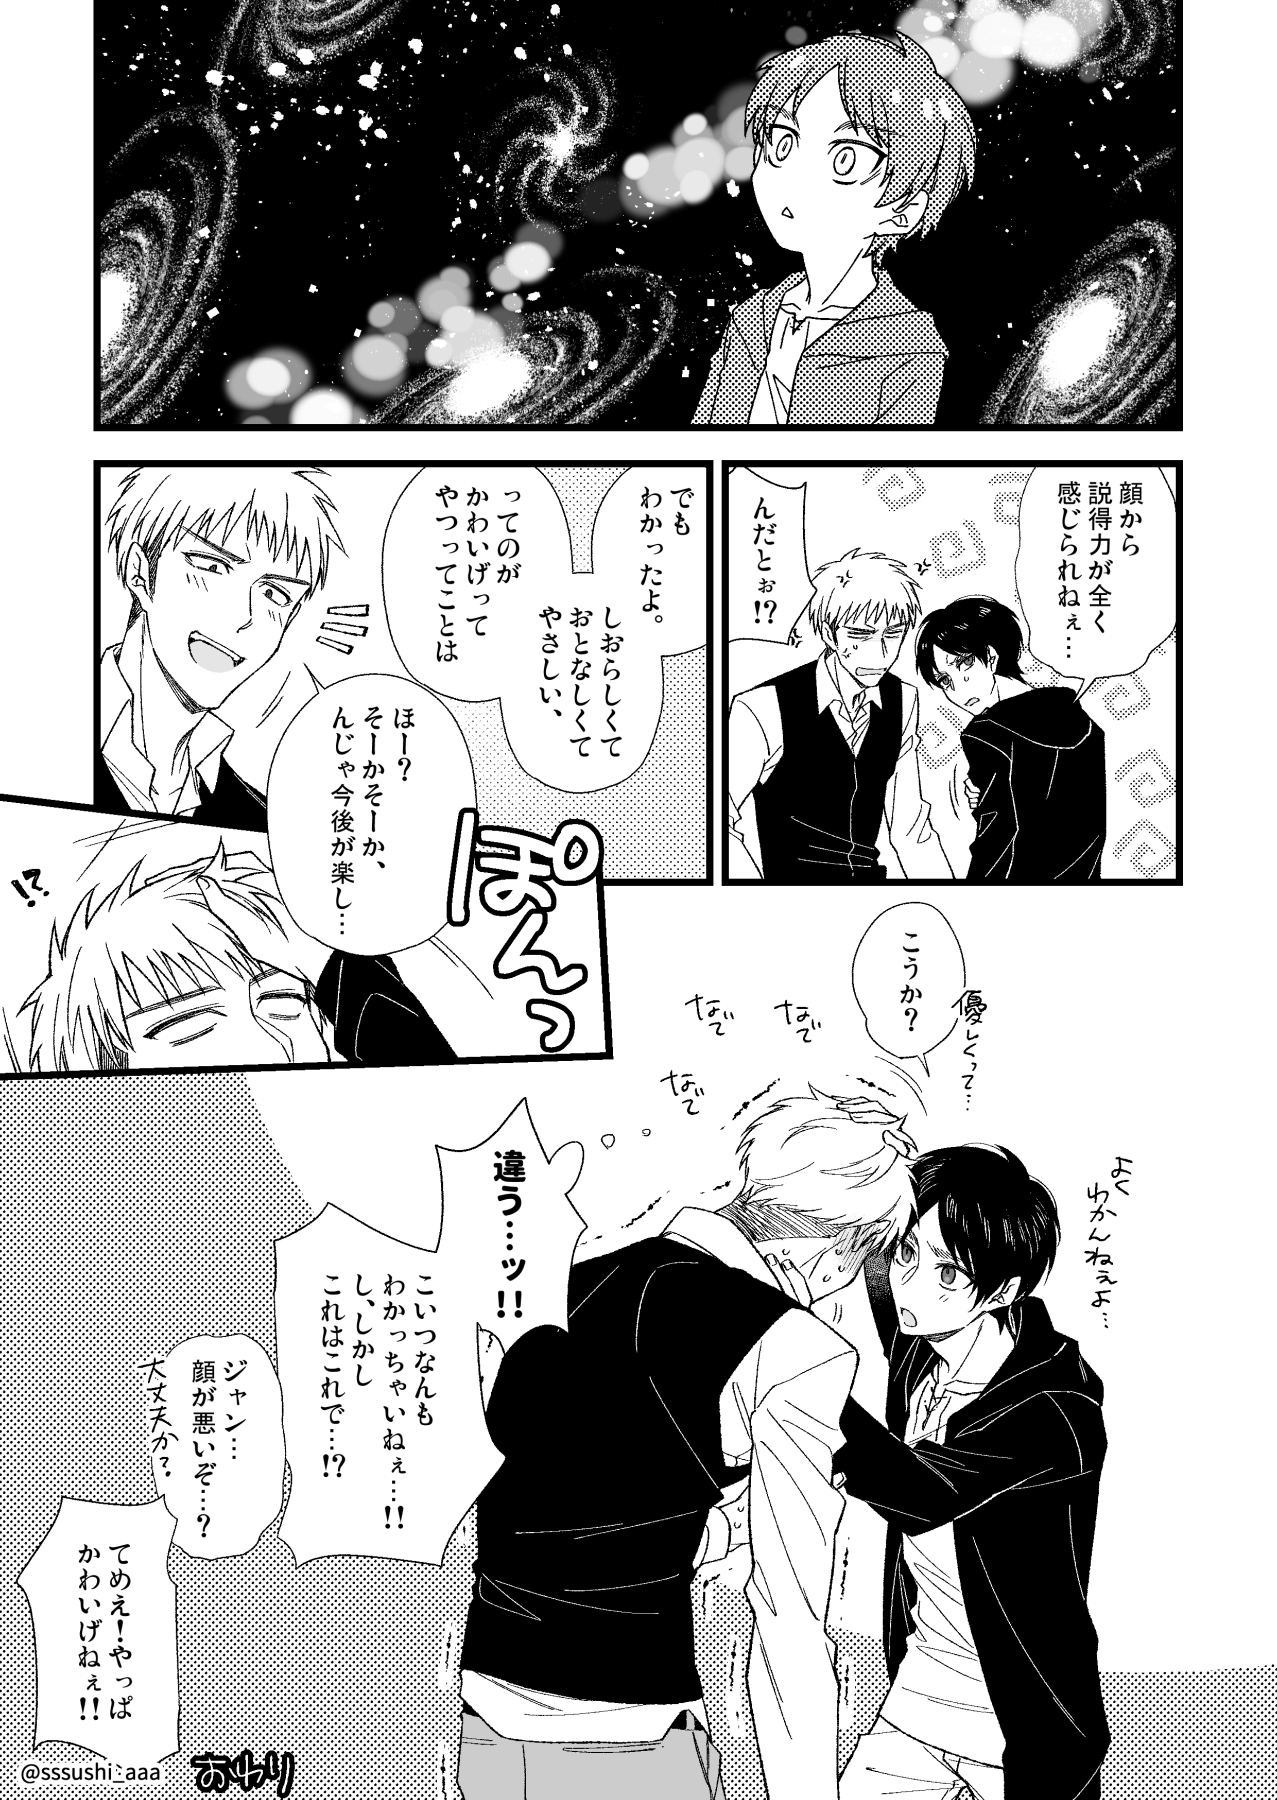 顔から
説得力が全く
感じられねぇ…
んだとぉ!?
でも
わかったよ。
しおらしくて
おとなしくて
やさしい、
ってのが
かわいげって
やつってことは
ほー?
そーかそーか、
んじゃ今後が楽し…
ぽんっ
!?
こうか?
優しくって…
なで
なで
なで
よく
わかんねぇよ…
違う…ッ!!
こいつなんも
わかっちゃいねぇ…!!
し、しかし
これはこれで…!?
ジャン…
顔が悪いぞ…?
大丈夫か?
てめえ!やっぱ
かわいげねぇ!!
おわり
@sssushi_aaa